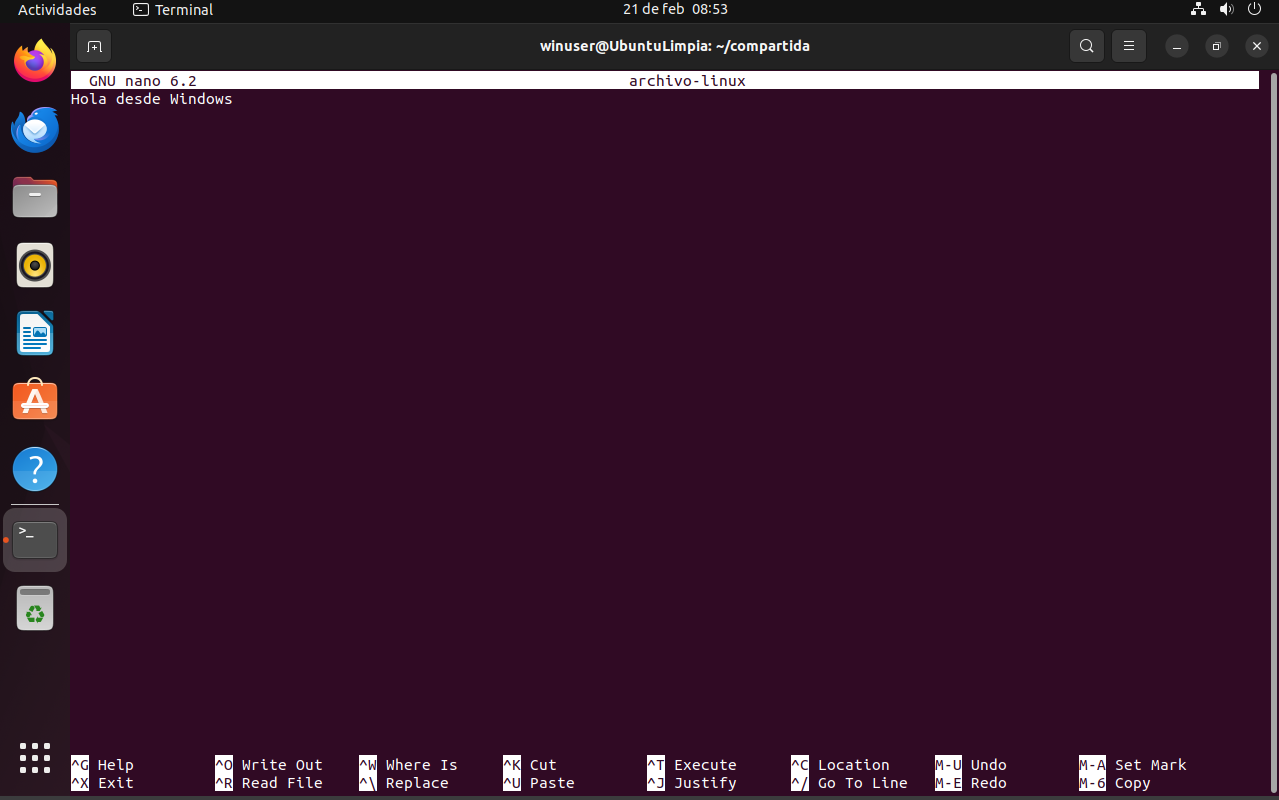 Actividades Terminal 21 de feb 08:53
winuser@UbuntuLimpia: ~/compartida
GNU nano 6.2 archivo-linux
Hola desde Windows
^G Help ^O Write Out ^W Where Is ^K Cut ^T Execute ^C Location M-U Undo M-A Set Mark
^X Exit ^R Read File ^\ Replace ^U Paste ^J Justify ^/ Go To Line M-E Redo M-6 Copy